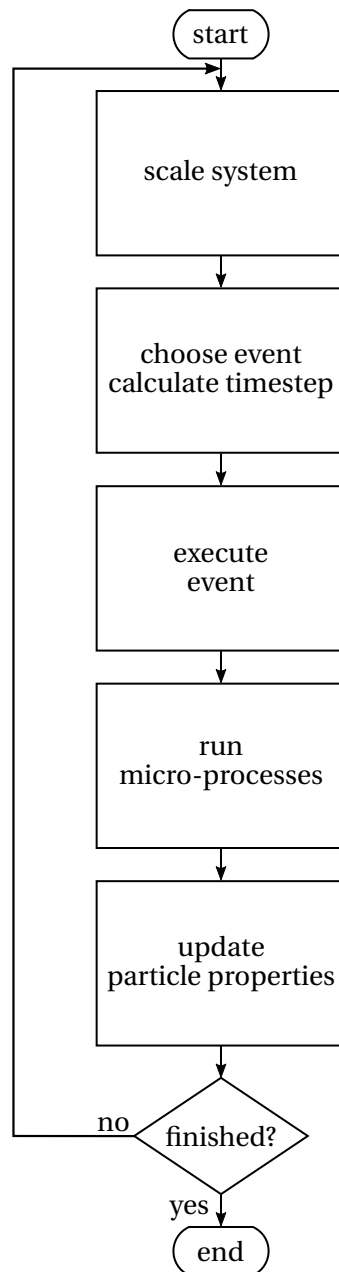 start
scale system
choose event
calculate timestep
execute
event
run
micro-processes
update
particle properties
no
finished?
yes
end